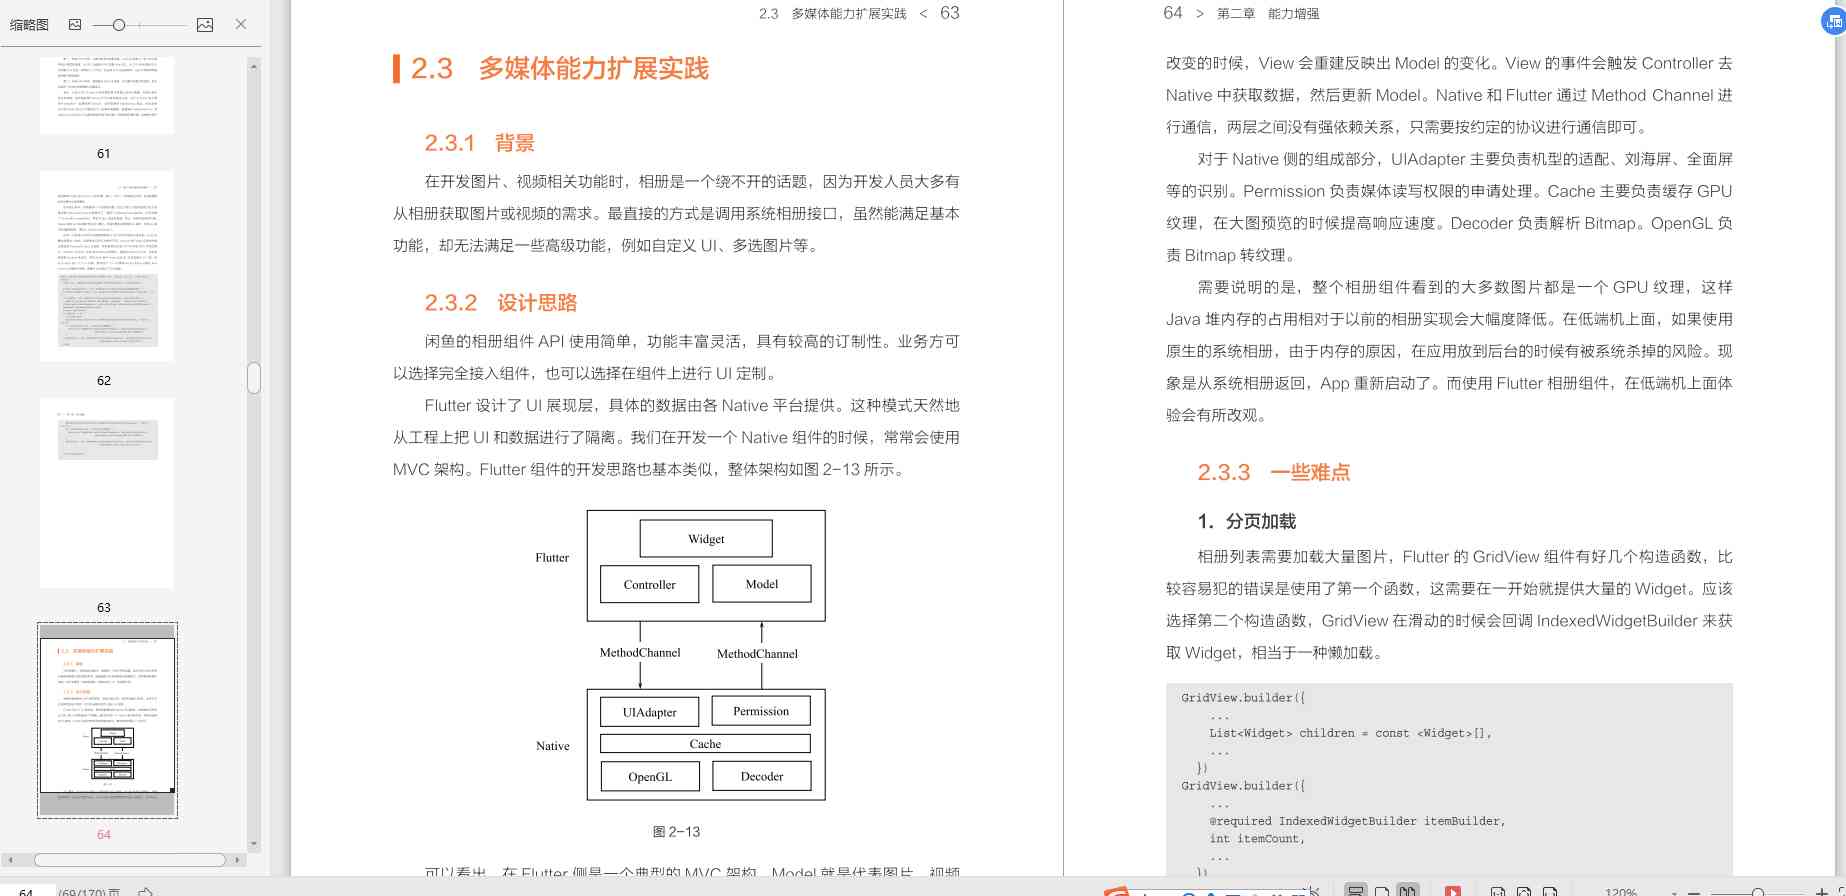 缩略图
61
62
63
64
2.3 多媒体能力扩展实践 < 63
2.3 多媒体能力扩展实践
2.3.1 背景
在开发图片、视频相关功能时，相册是一个绕不开的话题，因为开发人员大多有
从相册获取图片或视频的需求。最直接的方式是调用系统相册接口，虽然能满足基本
功能，却无法满足一些高级功能，例如自定义 UI、多选图片等。
2.3.2 设计思路
闲鱼的相册组件 API 使用简单，功能丰富灵活，具有较高的订制性。业务方可
以选择完全接入组件，也可以选择在组件上进行 UI 定制。
Flutter 设计了 UI 展现层，具体的数据由各 Native 平台提供。这种模式天然地
从工程上把 UI 和数据进行了隔离。我们在开发一个 Native 组件的时候，常常会使用
MVC 架构。Flutter 组件的开发思路也基本类似，整体架构如图 2-13 所示。
Flutter
Widget
Controller
Model
MethodChannel
MethodChannel
Native
UIAdapter
Permission
Cache
OpenGL
Decoder
图 2-13
可以看出，在 Flutter 侧是一个典型的 MVC 架构，Model 就是代表图片、视频
64 > 第二章 能力增强
改变的时候，View 会重建反映出 Model 的变化。View 的事件会触发 Controller 去
Native 中获取数据，然后更新 Model。Native 和 Flutter 通过 Method Channel 进
行通信，两层之间没有强依赖关系，只需要按约定的协议进行通信即可。
对于 Native 侧的组成部分，UIAdapter 主要负责机型的适配、刘海屏、全面屏
等的识别。Permission 负责媒体读写权限的申请处理。Cache 主要负责缓存 GPU
纹理，在大图预览的时候提高响应速度。Decoder 负责解析 Bitmap。OpenGL 负
责 Bitmap 转纹理。
需要说明的是，整个相册组件看到的大多数图片都是一个 GPU 纹理，这样
Java 堆内存的占用相对于以前的相册实现会大幅度降低。在低端机上面，如果使用
原生的系统相册，由于内存的原因，在应用放到后台的时候有被系统杀掉的风险。现
象是从系统相册返回，App 重新启动了。而使用 Flutter 相册组件，在低端机上面体
验会有所改观。
2.3.3 一些难点
1. 分页加载
相册列表需要加载大量图片，Flutter 的 GridView 组件有好几个构造函数，比
较容易犯的错误是使用了第一个函数，这需要在一开始就提供大量的 Widget。应该
选择第二个构造函数，GridView 在滑动的时候会回调 IndexedWidgetBuilder 来获
取 Widget，相当于一种懒加载。
GridView.builder({
...
List<Widget> children = const <Widget>[],
...
})
GridView.builder({
...
@required IndexedWidgetBuilder itemBuilder,
int itemCount,
...
})
64 (69/170)页
120%